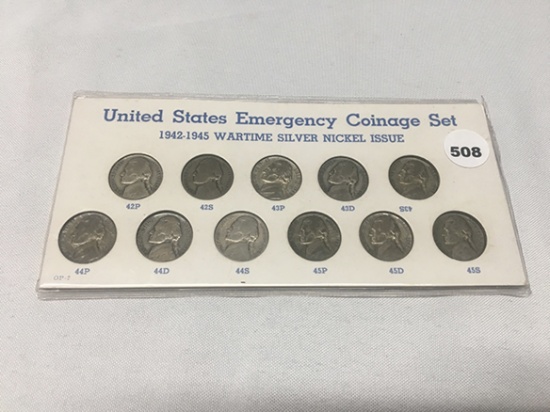 United States Emergency Coinage Set
1942-1945 WARTIME SILVER NICKEL ISSUE
508
42P 42S 43P 43D 43S
44P 44D 44S 45P 45D 45S